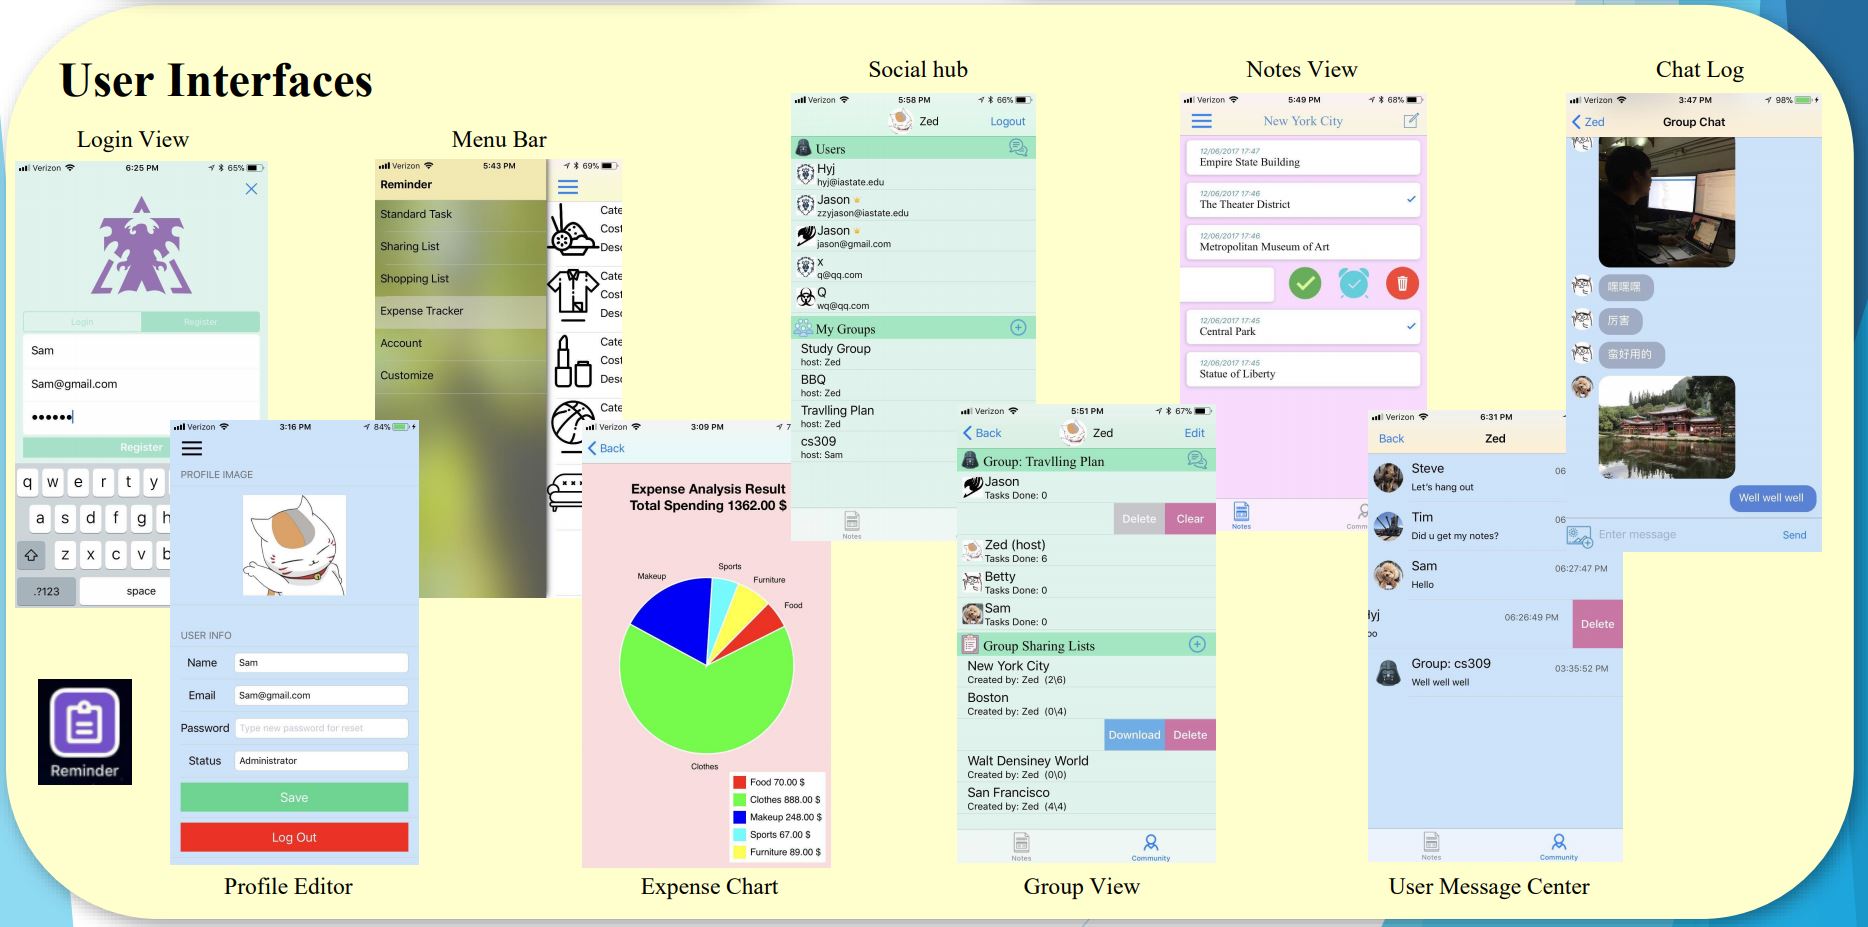 User Interfaces
Login View
Verizon 6:25 PM 65%
Login Register
Sam
Sam@gmail.com
Register
q w e r t y
a s d f g h
z x c v b
.?123 space
Reminder
Verizon 3:16 PM 84%
PROFILE IMAGE
USER INFO
Name Sam
Email Sam@gmail.com
Password Type new password for reset
Status Administrator
Save
Log Out
Profile Editor
Menu Bar
Verizon 5:43 PM 69%
Reminder
Standard Task
Sharing List
Shopping List
Expense Tracker
Account
Customize
Cate
Cost
Desc
Cate
Cost
Desc
Cate
Cost
Desc
Cate
Verizon 3:09 PM 7
Back
Expense Analysis Result
Total Spending 1362.00 $
Sports
Makeup
Furniture
Food
Clothes
Food 70.00 $
Clothes 888.00 $
Makeup 248.00 $
Sports 67.00 $
Furniture 89.00 $
Expense Chart
Social hub
Verizon 5:58 PM 66%
Zed Logout
Users
Hyj
hyj@iastate.edu
Jason
zzyjason@iastate.edu
Jason
jason@gmail.com
x
q@qq.com
Q
wq@qq.com
My Groups
Study Group
host: Zed
BBQ
host: Zed
Travlling Plan
host: Zed
cs309
host: Sam
Notes
Verizon 5:51 PM 67%
Back Zed Edit
Group: Travlling Plan
Jason
Tasks Done: 0
Delete Clear
Zed (host)
Tasks Done: 6
Betty
Tasks Done: 0
Sam
Tasks Done: 0
Group Sharing Lists
New York City
Created by: Zed (2\6)
Boston
Created by: Zed (0\4)
Download Delete
Walt Densiney World
Created by: Zed (0\0)
San Francisco
Created by: Zed (4\4)
Notes Community
Group View
Notes View
Verizon 5:49 PM 68%
New York City
12/06/2017 17:47
Empire State Building
12/06/2017 17:46
The Theater District
12/06/2017 17:46
Metropolitan Museum of Art
12/06/2017 17:45
Central Park
12/06/2017 17:45
Statue of Liberty
Notes Comm
Verizon 6:31 PM
Back Zed
Steve 06
Let's hang out
Tim 06
Did u get my notes?
Sam 06:27:47 PM
Hello
Hyj 06:26:49 PM Delete
oo
Group: cs309 03:35:52 PM
Well well well
Notes Community
User Message Center
Chat Log
Verizon 3:47 PM 98%
Zed Group Chat
嘿嘿嘿
厉害
蛮好用的
Well well well
Enter message Send